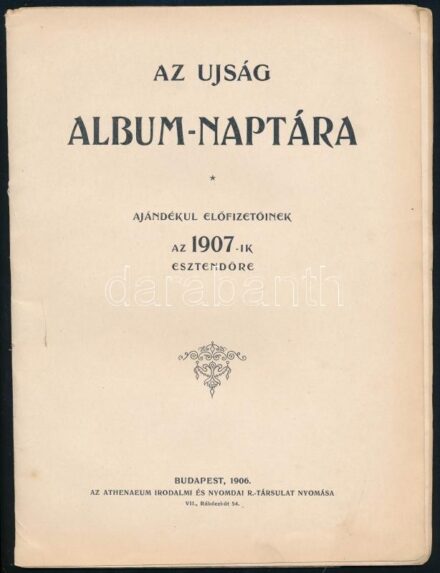 AZ UJSÁG
ALBUM-NAPTÁRA
*
AJÁNDÉKUL ELŐFIZETŐINEK
AZ 1907-IK
ESZTENDŐRE
darabanth
BUDAPEST, 1906.
AZ ATHENAEUM IRODALMI ÉS NYOMDAI R.-TÁRSULAT NYOMÁSA
VII., Rákóczi-út 54.